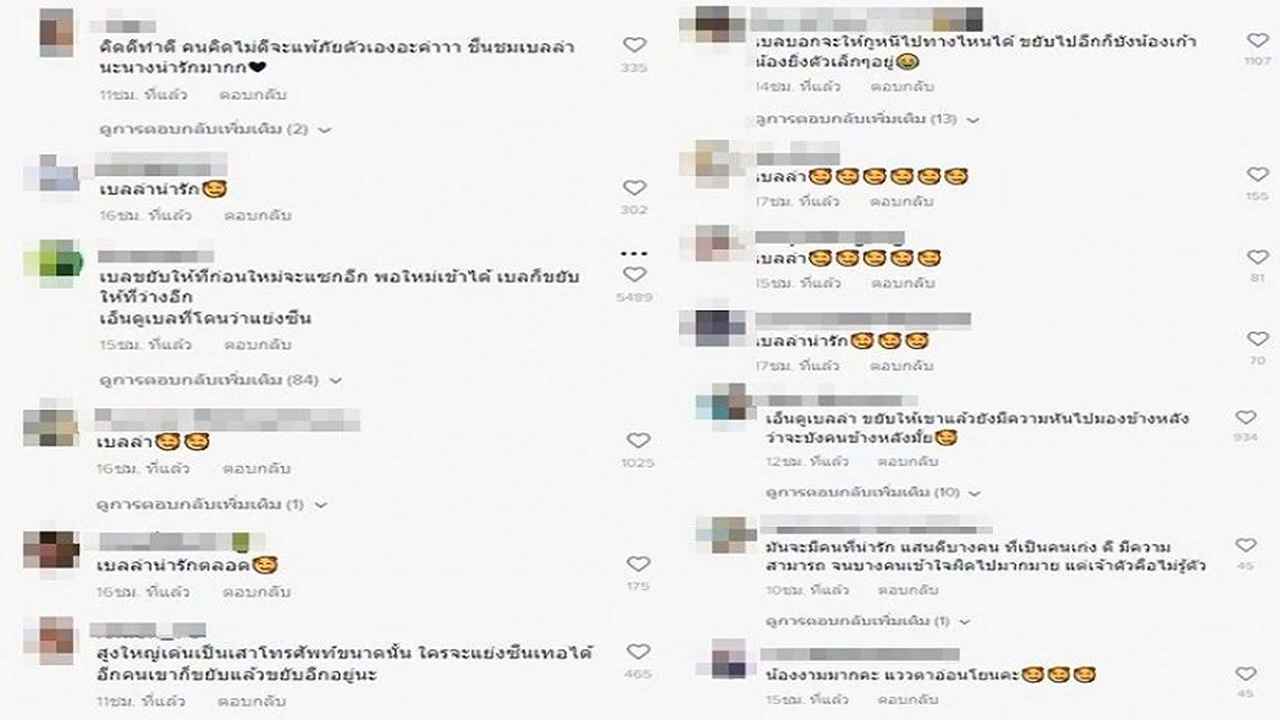 คิดดีทำดี คนคิดไม่ดีจะแพ้ภัยตัวเองอะค่าาา ชื่นชมเบลล่า
นะนางน่ารักมากก🖤
335
11ชม. ที่แล้ว ตอบกลับ
ดูการตอบกลับเพิ่มเติม (2)
เบลล่าน่ารัก🥰
302
16ชม. ที่แล้ว ตอบกลับ
เบลขยับให้ที่ก่อนใหม่จะแซกอีก พอใหม่เข้าได้ เบลก็ขยับ
ให้ที่ว่างอีก
5489
เอ็นดูเบลที่โดนว่าแย่งซีน
15ชม. ที่แล้ว ตอบกลับ
ดูการตอบกลับเพิ่มเติม (84)
เบลล่า🥰🥰
1025
16ชม. ที่แล้ว ตอบกลับ
ดูการตอบกลับเพิ่มเติม (1)
เบลล่าน่ารักตลอด🥰
175
16ชม. ที่แล้ว ตอบกลับ
สูงใหญ่เด่นเป็นเสาโทรศัพท์ขนาดนั้น ใครจะแย่งซีนเทอได้
อีกคนเขาก็ขยับแล้วขยับอีกอยู่นะ
465
11ชม. ที่แล้ว ตอบกลับ
เบลบอกจะให้กูหนีไปทางไหนได้ ขยับไปอีกก็บังน้องเก้า
น้องยิ่งตัวเล็กๆอยู่😂
1107
14ชม. ที่แล้ว ตอบกลับ
ดูการตอบกลับเพิ่มเติม (13)
เบลล่า🥰🥰🥰🥰🥰🥰
155
17ชม. ที่แล้ว ตอบกลับ
เบลล่า🥰🥰🥰🥰🥰
81
15ชม. ที่แล้ว ตอบกลับ
เบลล่าน่ารัก🥰🥰🥰
70
17ชม. ที่แล้ว ตอบกลับ
เอ็นดูเบลล่า ขยับให้เขาแล้วยังมีความหันไปมองข้างหลัง
ว่าจะบังคนข้างหลังมั้ย🥰
934
12ชม. ที่แล้ว ตอบกลับ
ดูการตอบกลับเพิ่มเติม (10)
มันจะมีคนที่น่ารัก แสนดีบางคน ที่เป็นคนเก่ง ดี มีความ
สามารถ จนบางคนเข้าใจผิดไปมากมาย แต่เจ้าตัวคือไม่รู้ตัว
45
10ชม. ที่แล้ว ตอบกลับ
ดูการตอบกลับเพิ่มเติม (1)
น้องงามมากคะ แววตาอ่อนโยนคะ🥰🥰🥰
45
15ชม. ที่แล้ว ตอบกลับ